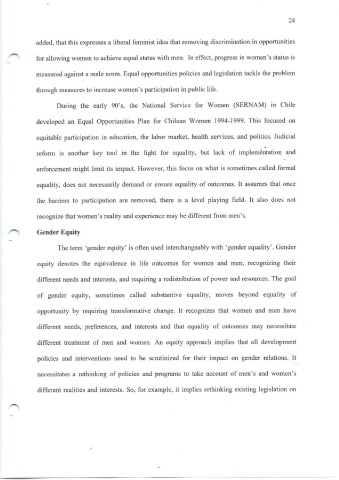 24
added, that this expresses a liberal feminist idea that removing discrimination in opportunities
for allowing women to achieve equal status with men. In effect, progress in women's status is
measured against a male norm. Equal opportunities policies and legislation tackle the problem
through measures to increase women's participation in public life.
During the early 90's, the National Service for Women (SERNAM) in Chile
developed an Equal Opportunities Plan for Chilean Women 1994-1999. This focused on
equitable participation in education, the labor market, health services, and politics. Judicial
reform is another key tool in the fight for equality, but lack of implementation and
enforcement might limit its impact. However, this focus on what is sometimes called formal
equality, does not necessarily demand or ensure equality of outcomes. It assumes that once
the barriers to participation are removed, there is a level playing field. It also does not
recognize that women's reality and experience may be different from men's.
Gender Equity
The term 'gender equity' is often used interchangeably with 'gender equality'. Gender
equity denotes the equivalence in life outcomes for women and men, recognizing their
different needs and interests, and requiring a redistribution of power and resources. The goal
of gender equity, sometimes called substantive equality, moves beyond equality of
opportunity by requiring transformative change. It recognizes that women and men have
different needs, preferences, and interests and that equality of outcomes may necessitate
different treatment of men and women. An equity approach implies that all development
policies and interventions need to be scrutinized for their impact on gender relations. It
necessitates a rethinking of policies and programs to take account of men's and women's
different realities and interests. So, for example, it implies rethinking existing legislation on